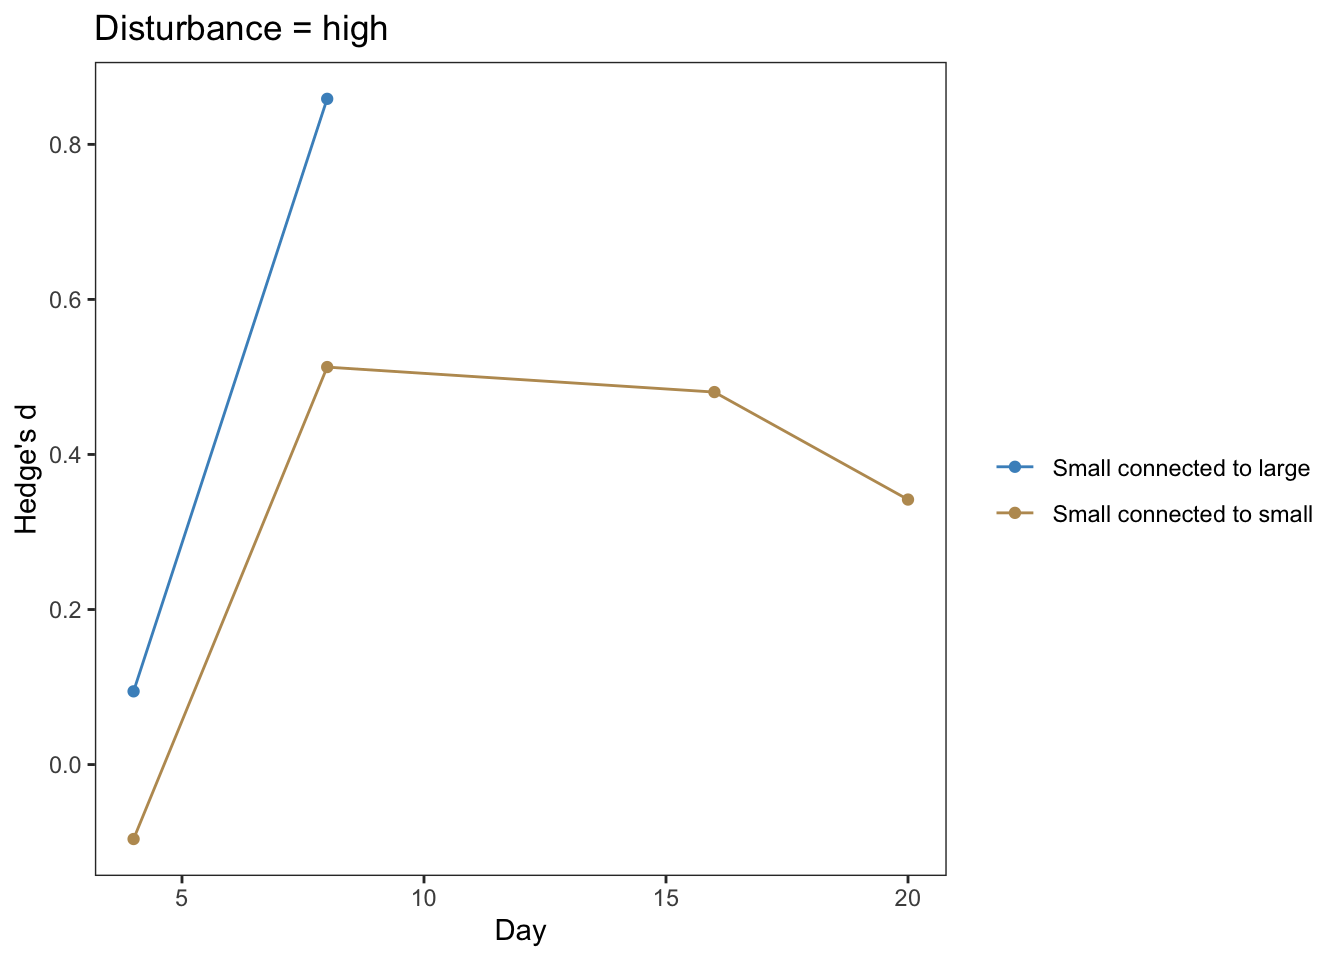 Disturbance = high
0.8
0.6
0.4
0.2
0.0
Hedge's d
5 10 15 20
Day
Small connected to large
Small connected to small